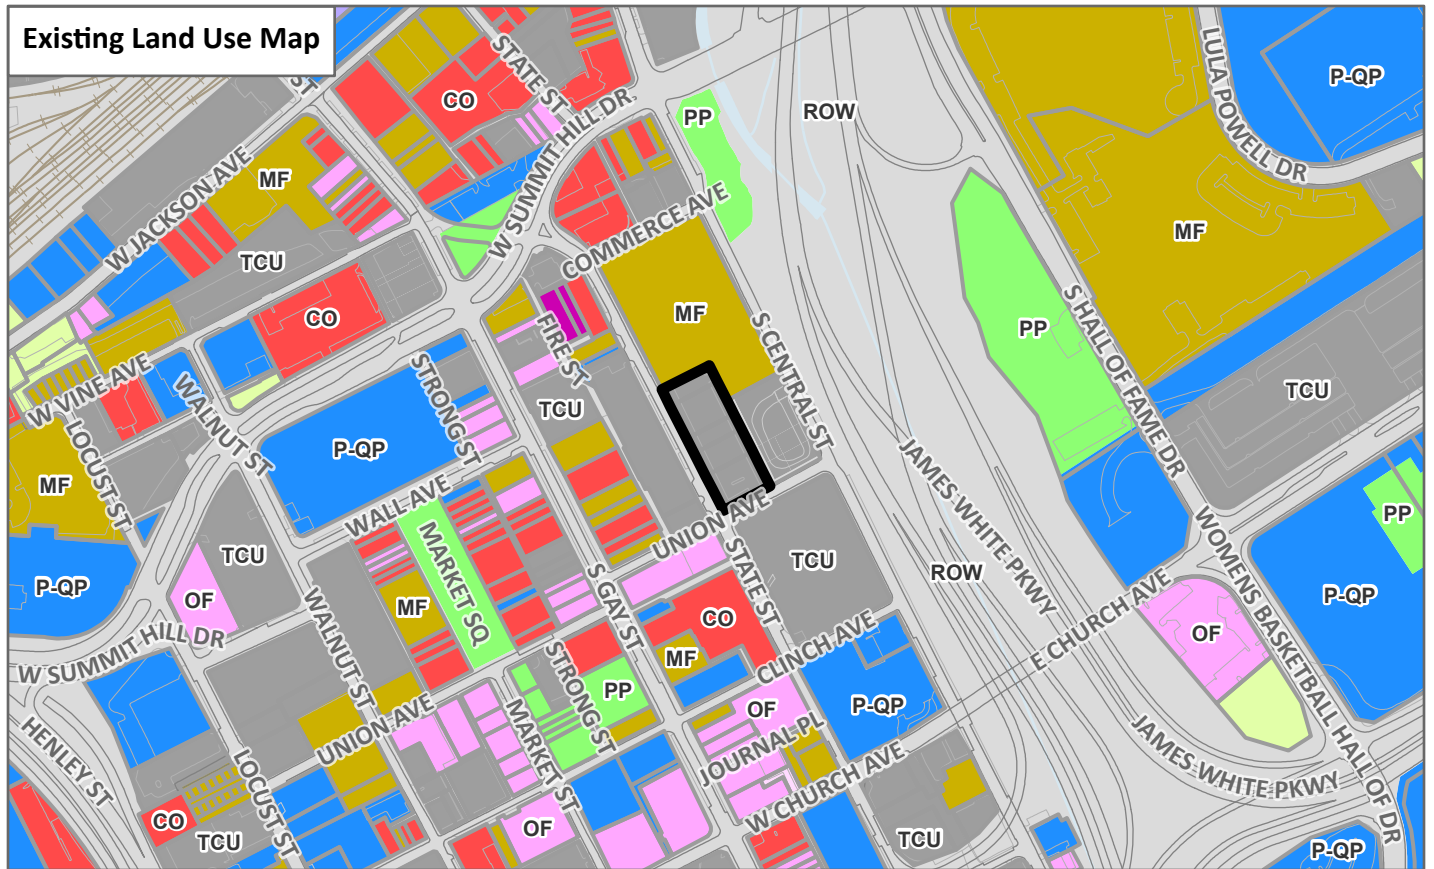 Existing Land Use Map
ST
STATE ST
CO
W SUMMIT HILL DR
PP
ROW
LULA POWELL DR
P-QP
W JACKSON AVE
MF
TCU
COMMERCE AVE
MF
CO
FIRE ST
MF
S CENTRAL ST
PP
S HALL OF FAME DR
TCU
W VINE AVE
WALNUT ST
STRONG ST
TCU
LOCUST ST
P-QP
MF
WALL AVE
MARKET SQ
UNION AVE
JAMES WHITE PKWY
PP
TCU
P-QP
OF
MF
WALNUT ST
S GAY ST
STATE ST
TCU
ROW
WOMENS BASKETBALL HALL OF DR
P-QP
CO
CLINCH AVE
E CHURCH AVE
OF
W SUMMIT HILL DR
MF
STRONG ST
PP
OF
P-QP
UNION AVE
MARKET ST
JOURNAL PL
JAMES WHITE PKWY
HENLEY ST
LOCUST ST
W CHURCH AVE
CO
TCU
OF
TCU
P-QP